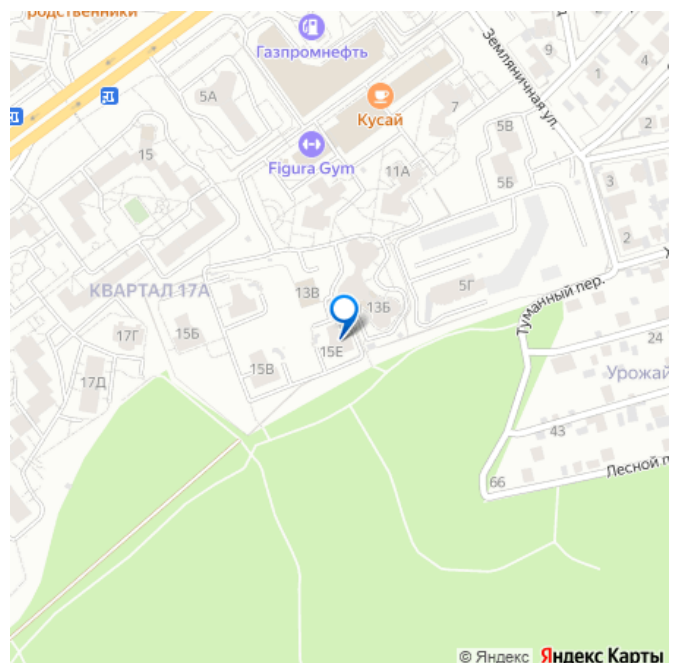 родственники
Газпромнефть
Земляничная ул.
9
1
4
5А
Кусай
7
5В
2
15
Figura Gym
11А
5Б
3
2
КВАРТАЛ 17А
13В
13Б
5Г
Туманный пер.
17Г
15Б
15Е
24
15В
Урожай
17Д
43
Лесной п
66
© Яндекс Яндекс Карты